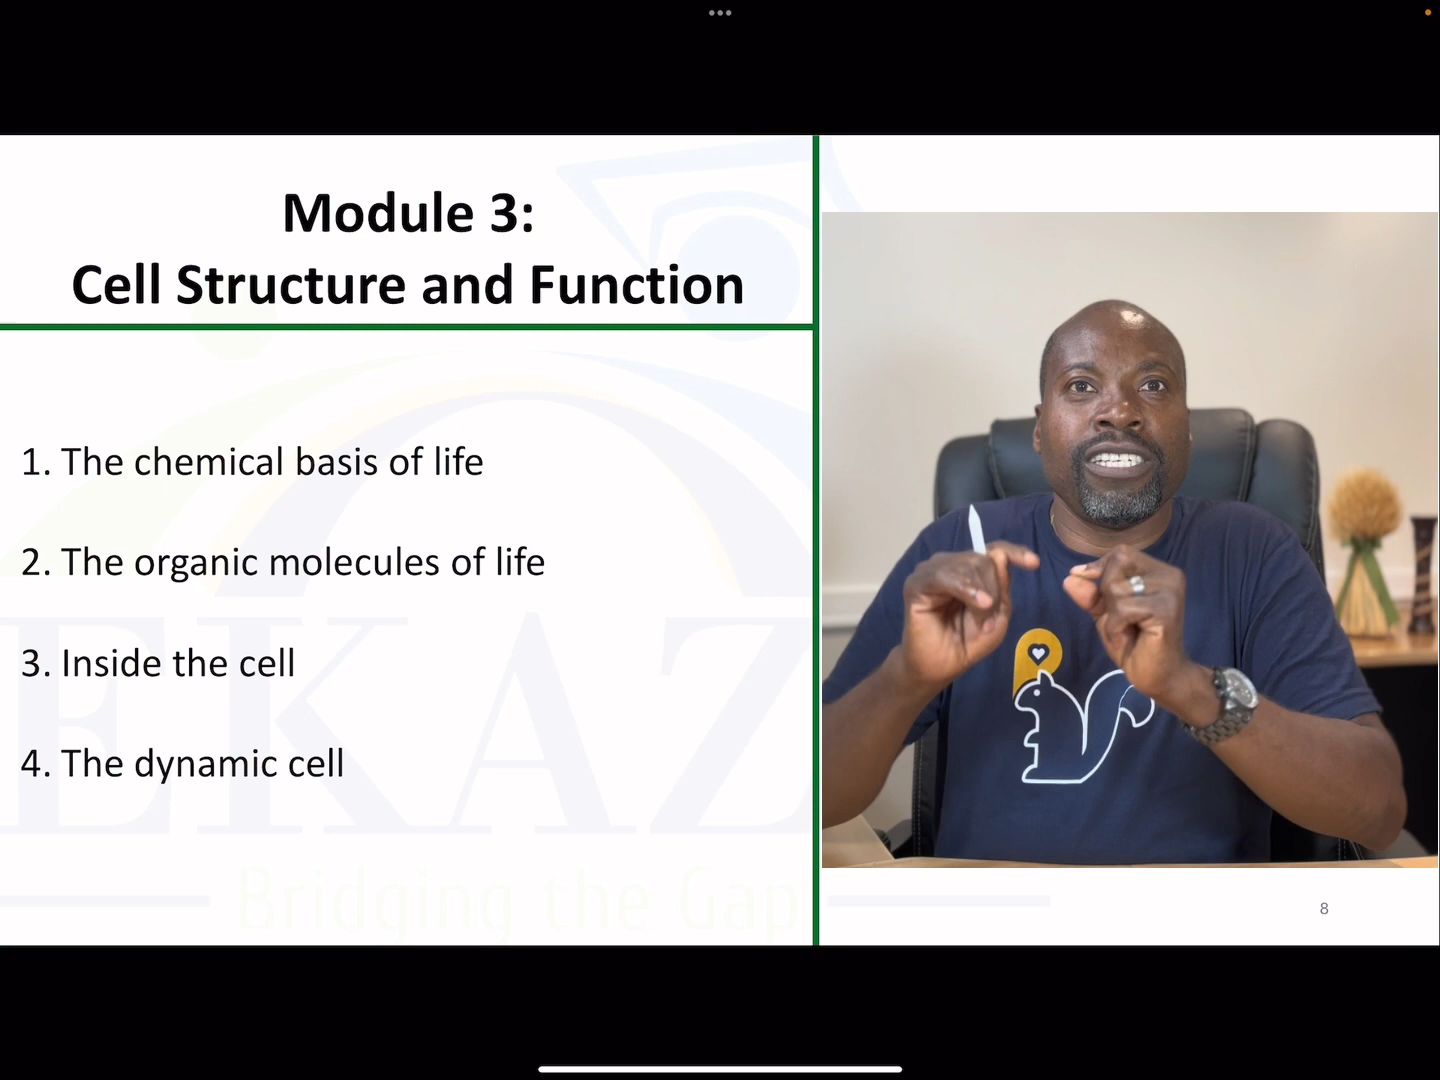 Module 3:
Cell Structure and Function
1. The chemical basis of life
2. The organic molecules of life
3. Inside the cell
4. The dynamic cell
EKAZ
Bridging the Gap
8